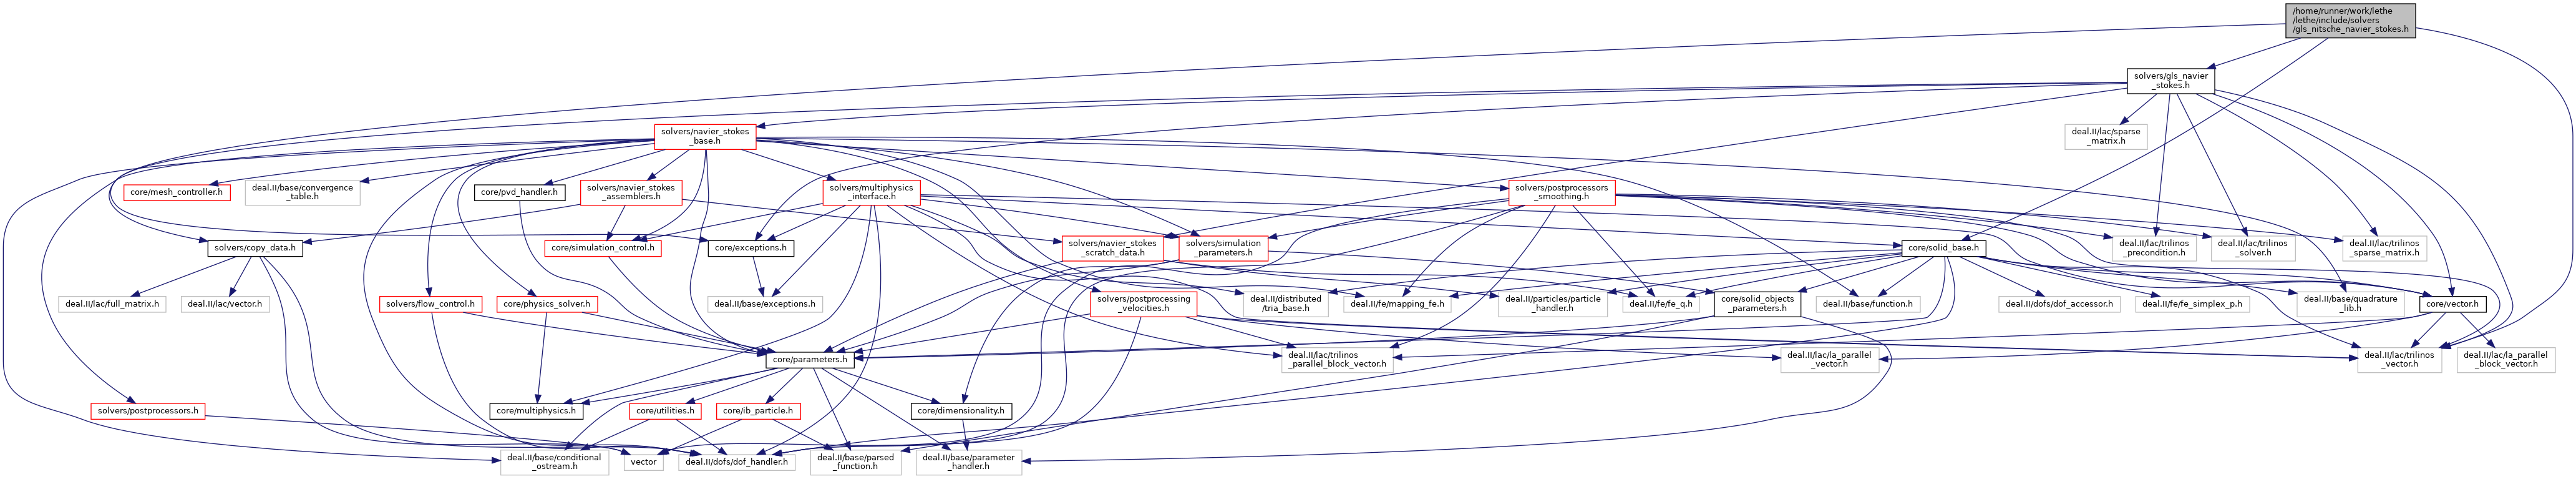 /home/runner/work/lethe
/lethe/include/solvers
/gls_nitsche_navier_stokes.h
solvers/gls_navier
_stokes.h
solvers/navier_stokes
_base.h
deal.II/lac/sparse
_matrix.h
core/mesh_controller.h
deal.II/base/convergence
_table.h
core/pvd_handler.h
solvers/navier_stokes
_assemblers.h
solvers/multiphysics
_interface.h
solvers/postprocessors
_smoothing.h
solvers/copy_data.h
core/simulation_control.h
core/exceptions.h
solvers/navier_stokes
_scratch_data.h
solvers/simulation
_parameters.h
core/solid_base.h
deal.II/lac/trilinos
_precondition.h
deal.II/lac/trilinos
_solver.h
deal.II/lac/trilinos
_sparse_matrix.h
deal.II/lac/full_matrix.h
deal.II/lac/vector.h
solvers/flow_control.h
core/physics_solver.h
deal.II/base/exceptions.h
solvers/postprocessing
_velocities.h
deal.II/distributed
/tria_base.h
deal.II/fe/mapping_fe.h
deal.II/particles/particle
_handler.h
deal.II/fe/fe_q.h
core/solid_objects
_parameters.h
deal.II/base/function.h
deal.II/dofs/dof_accessor.h
deal.II/fe/fe_simplex_p.h
deal.II/base/quadrature
_lib.h
core/vector.h
core/parameters.h
deal.II/lac/trilinos
_parallel_block_vector.h
deal.II/lac/la_parallel
_vector.h
deal.II/lac/trilinos
_vector.h
deal.II/lac/la_parallel
_block_vector.h
solvers/postprocessors.h
core/multiphysics.h
core/utilities.h
core/ib_particle.h
core/dimensionality.h
deal.II/base/conditional
_ostream.h
vector
deal.II/dofs/dof_handler.h
deal.II/base/parsed
_function.h
deal.II/base/parameter
_handler.h